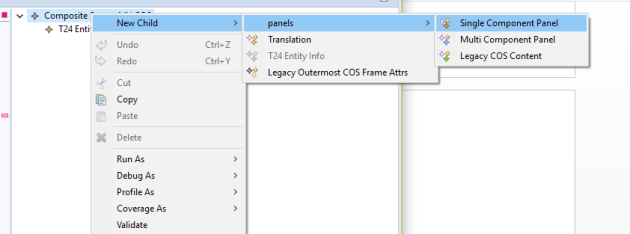 Composite
T24 Enti
New Child
panels
Single Component Panel
Multi Component Panel
Legacy COS Content
Translation
T24 Entity Info
Legacy Outermost COS Frame Attrs
Undo Ctrl+Z
Redo Ctrl+Y
Cut
Copy
Paste
Delete
Run As
Debug As
Profile As
Coverage As
Validate